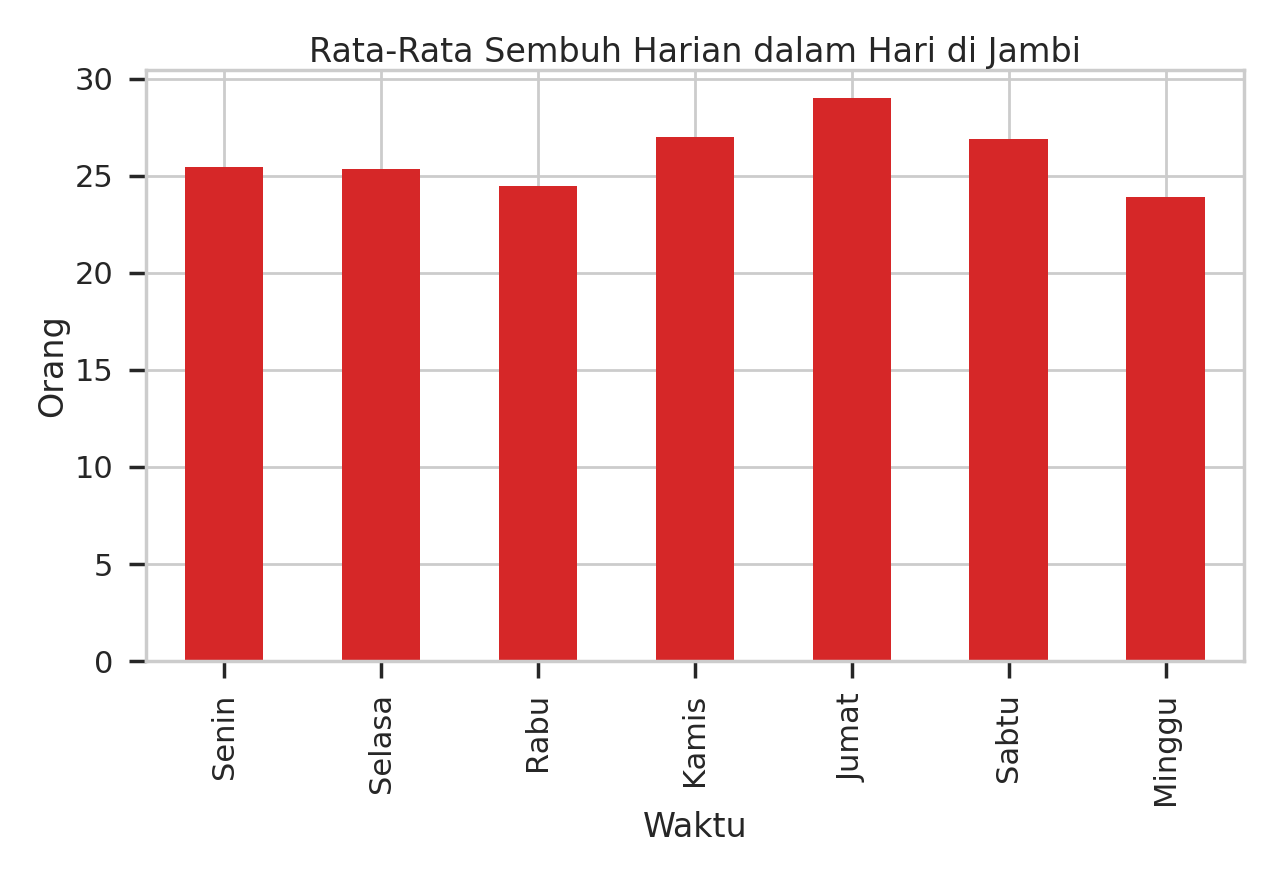 Rata-Rata Sembuh Harian dalam Hari di Jambi
30
25
20
15
10
5
0
Orang
Senin
Selasa
Rabu
Kamis
Jumat
Sabtu
Minggu
Waktu